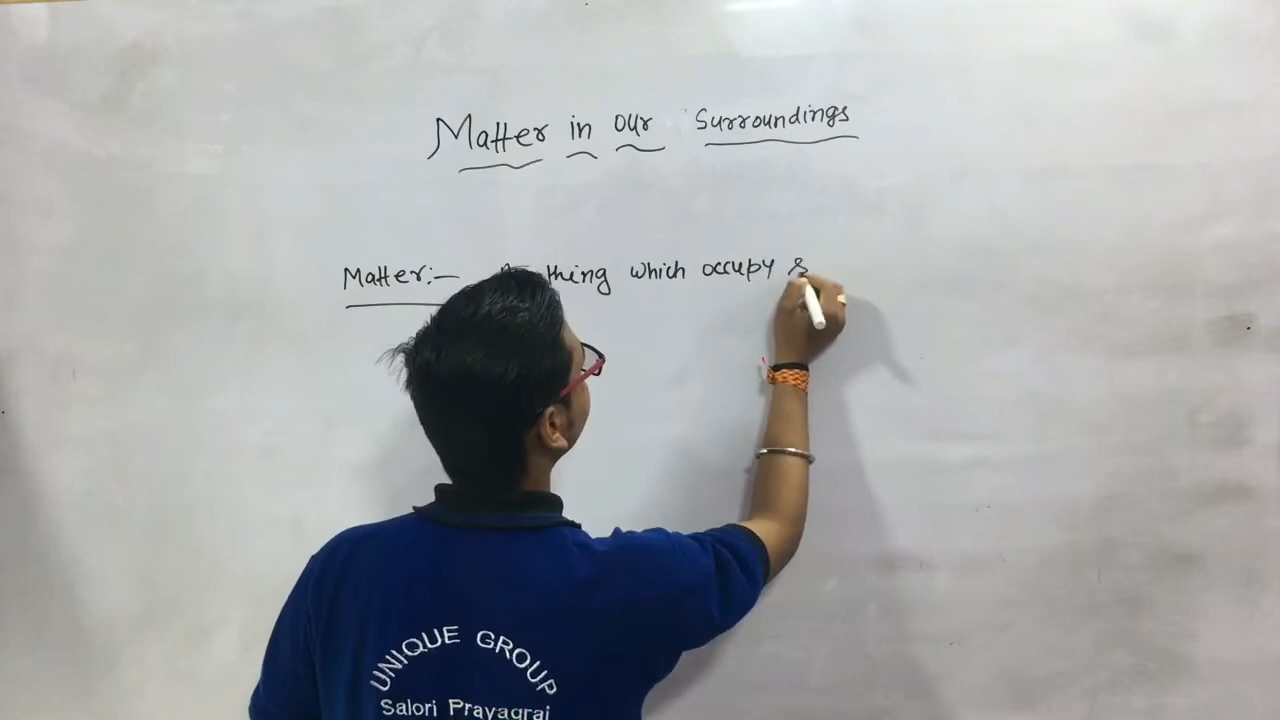 Matter in our Surroundings
Matter:- thing which occupy s
UNIQUE GROUP
Salori Prayagraj